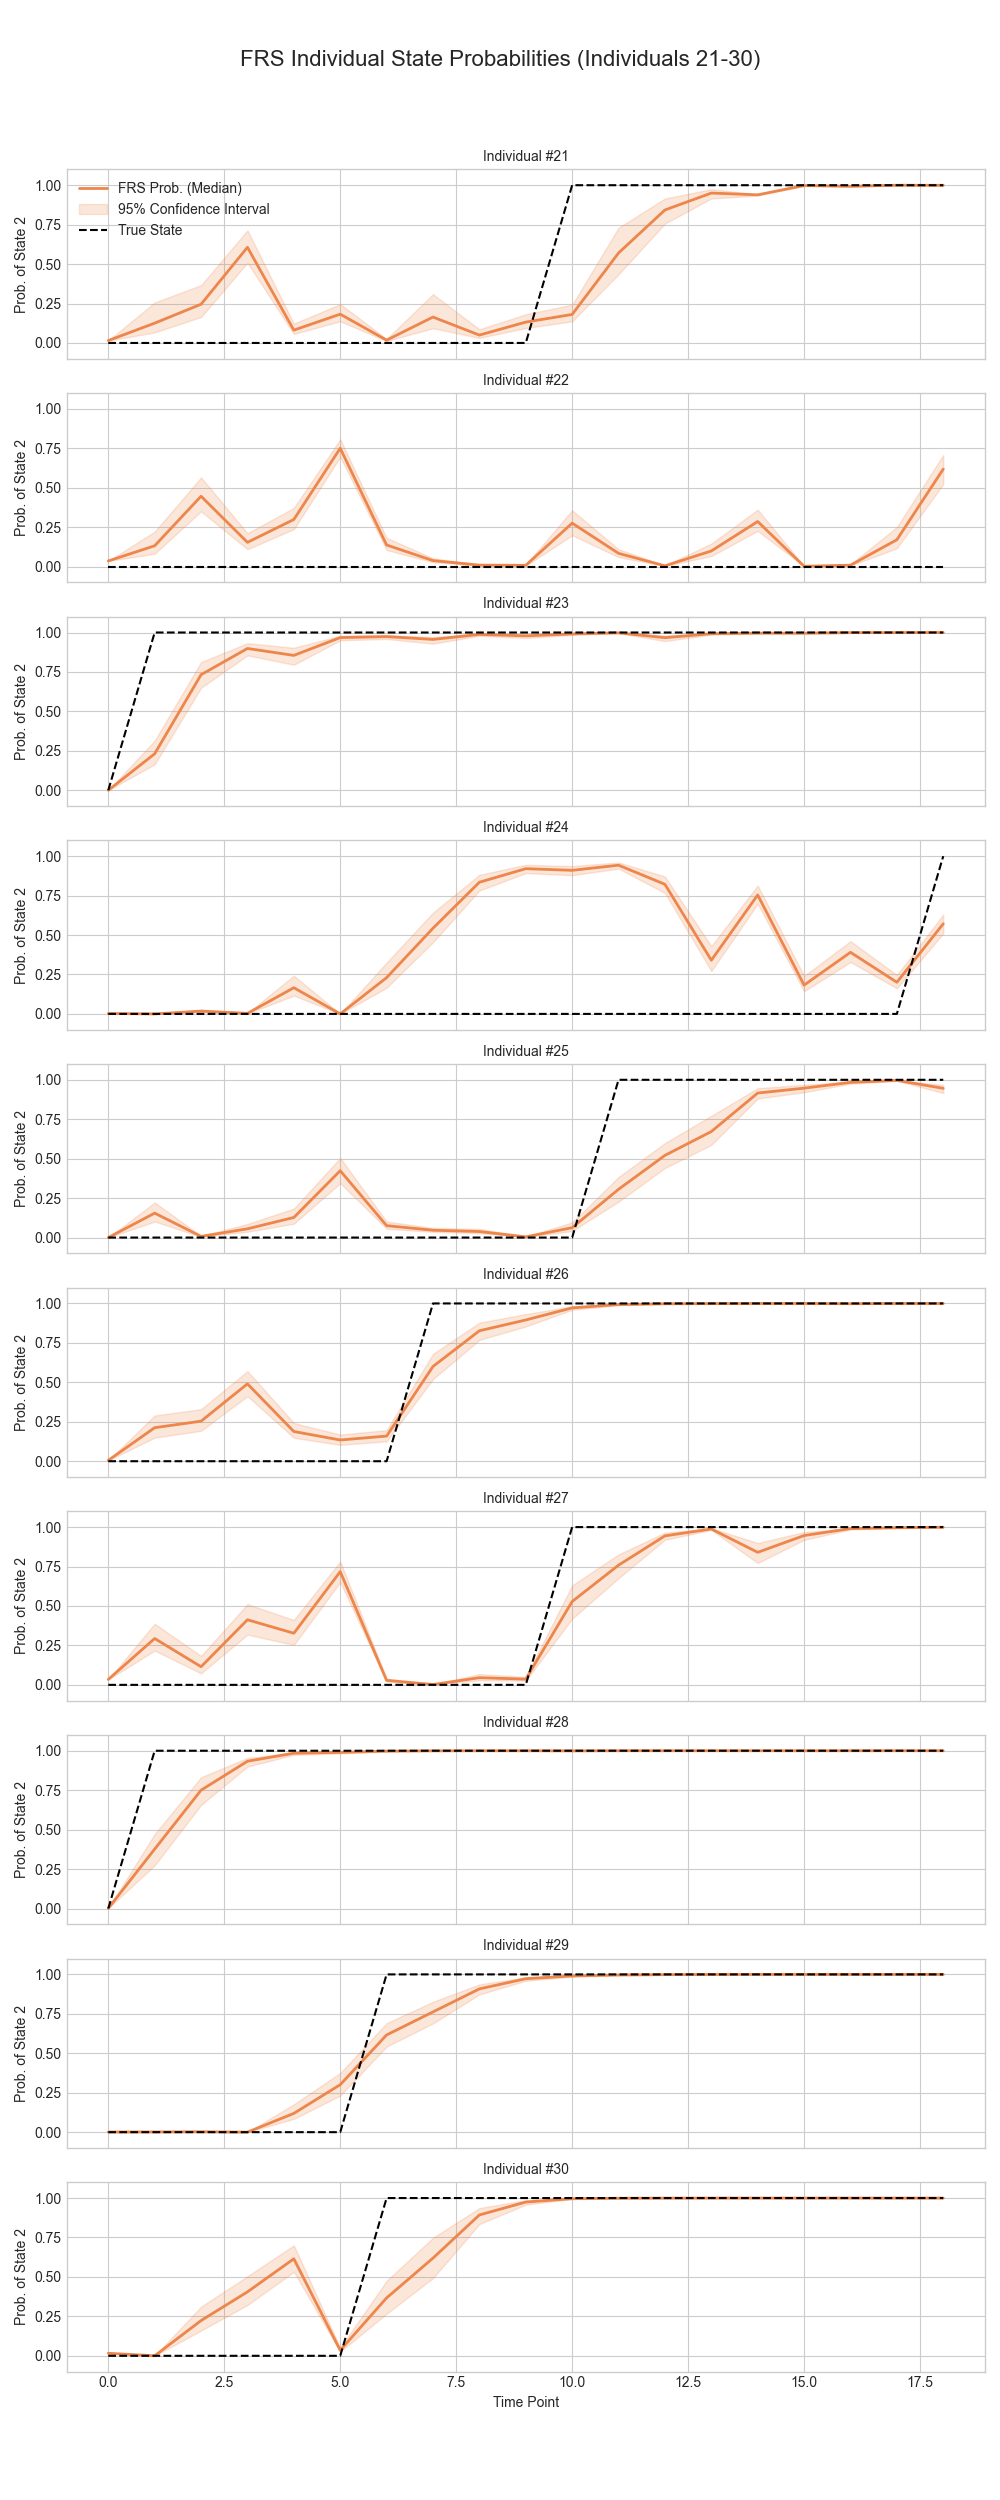 FRS Individual State Probabilities (Individuals 21-30)
Individual #21
FRS Prob. (Median)
95% Confidence Interval
True State
Prob. of State 2
1.00
0.75
0.50
0.25
0.00
Individual #22
Prob. of State 2
1.00
0.75
0.50
0.25
0.00
Individual #23
Prob. of State 2
1.00
0.75
0.50
0.25
0.00
Individual #24
Prob. of State 2
1.00
0.75
0.50
0.25
0.00
Individual #25
Prob. of State 2
1.00
0.75
0.50
0.25
0.00
Individual #26
Prob. of State 2
1.00
0.75
0.50
0.25
0.00
Individual #27
Prob. of State 2
1.00
0.75
0.50
0.25
0.00
Individual #28
Prob. of State 2
1.00
0.75
0.50
0.25
0.00
Individual #29
Prob. of State 2
1.00
0.75
0.50
0.25
0.00
Individual #30
Prob. of State 2
1.00
0.75
0.50
0.25
0.00
0.0 2.5 5.0 7.5 10.0 12.5 15.0 17.5
Time Point